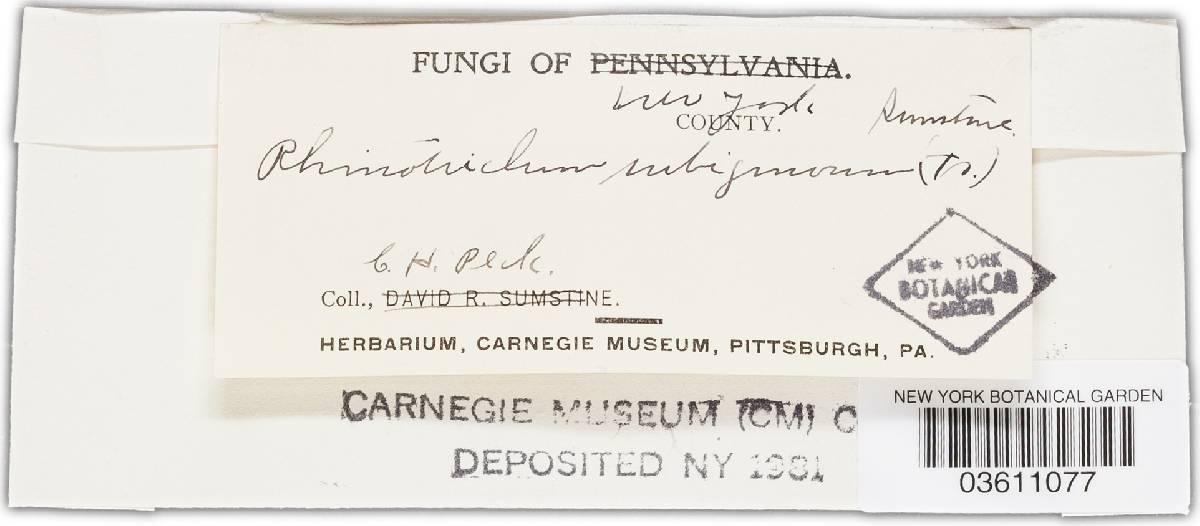 FUNGI OF PENNSYLVANIA.
New York
COUNTY.
Sumstine.
Rhinotrichum rubiginosum (Fr.)
C. H. Peck.
Coll., DAVID R. SUMSTINE.
HERBARIUM, CARNEGIE MUSEUM, PITTSBURGH, PA.
NEW YORK
BOTANICAL
GARDEN
CARNEGIE MUSEUM (CM) C
DEPOSITED NY 1981
NEW YORK BOTANICAL GARDEN
03611077